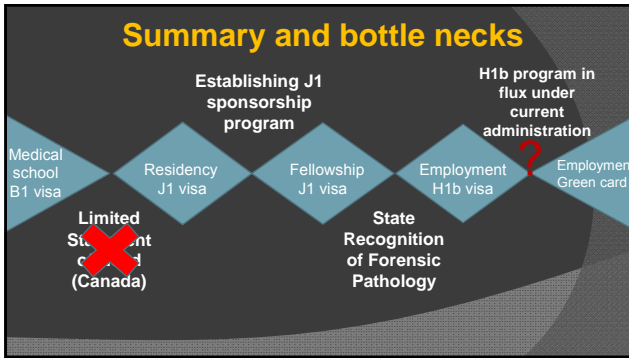 Summary and bottle necks
Establishing J1
sponsorship
program
H1b program in
flux under
current
administration
?
Medical
school
B1 visa
Residency
J1 visa
Fellowship
J1 visa
Employment
H1b visa
Employmen
Green card
Limited
(Canada)
State
Recognition
of Forensic
Pathology